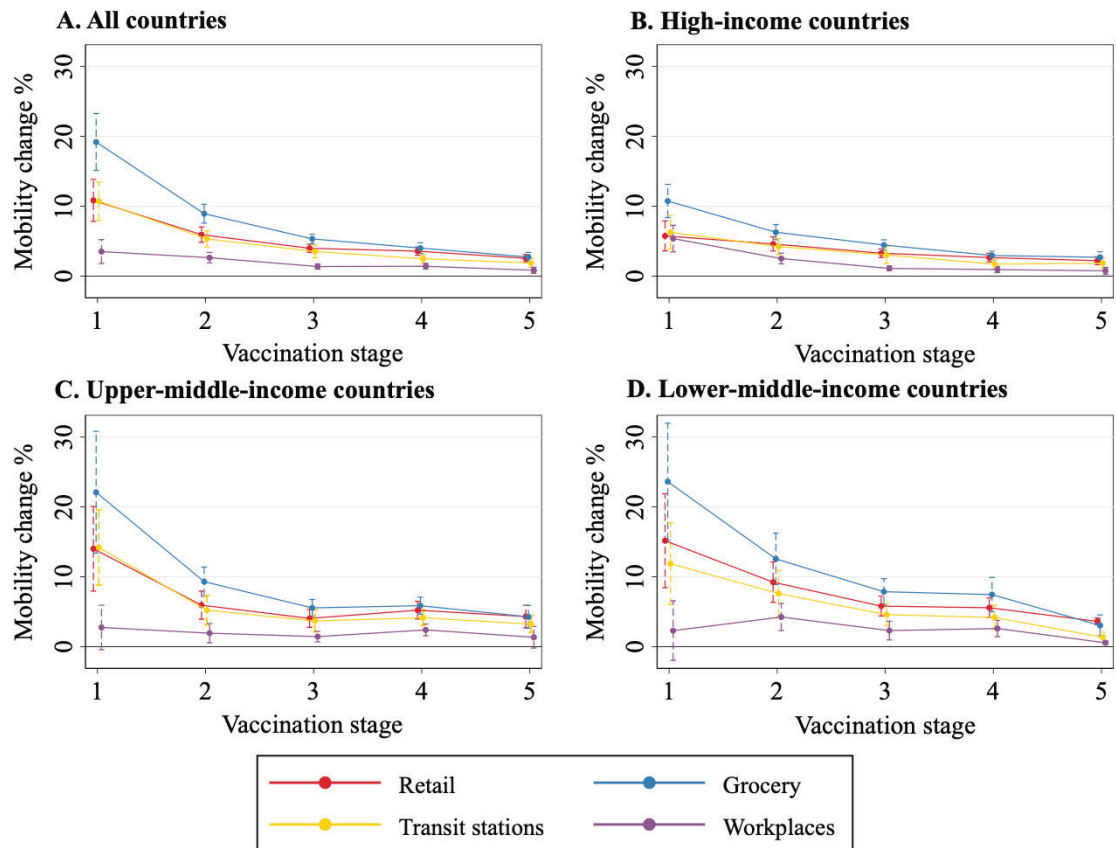 A. All countries
Mobility change %
30
20
10
0
1 2 3 4 5
Vaccination stage
B. High-income countries
Mobility change %
30
20
10
0
1 2 3 4 5
Vaccination stage
C. Upper-middle-income countries
Mobility change %
30
20
10
0
1 2 3 4 5
Vaccination stage
D. Lower-middle-income countries
Mobility change %
30
20
10
0
1 2 3 4 5
Vaccination stage
Retail Grocery
Transit stations Workplaces